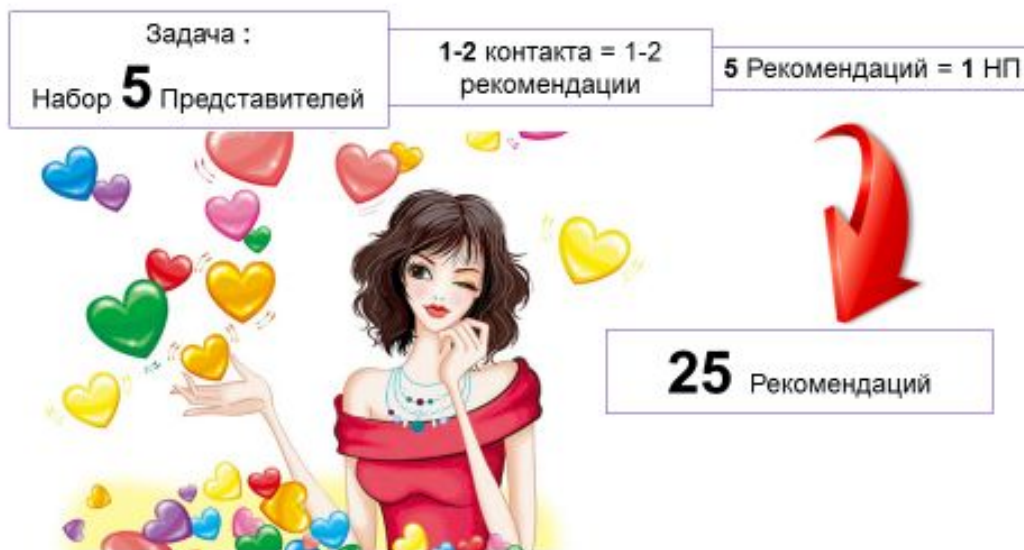 Задача :
Набор 5 Представителей
1-2 контакта = 1-2
рекомендации
5 Рекомендаций = 1 НП
25 Рекомендаций